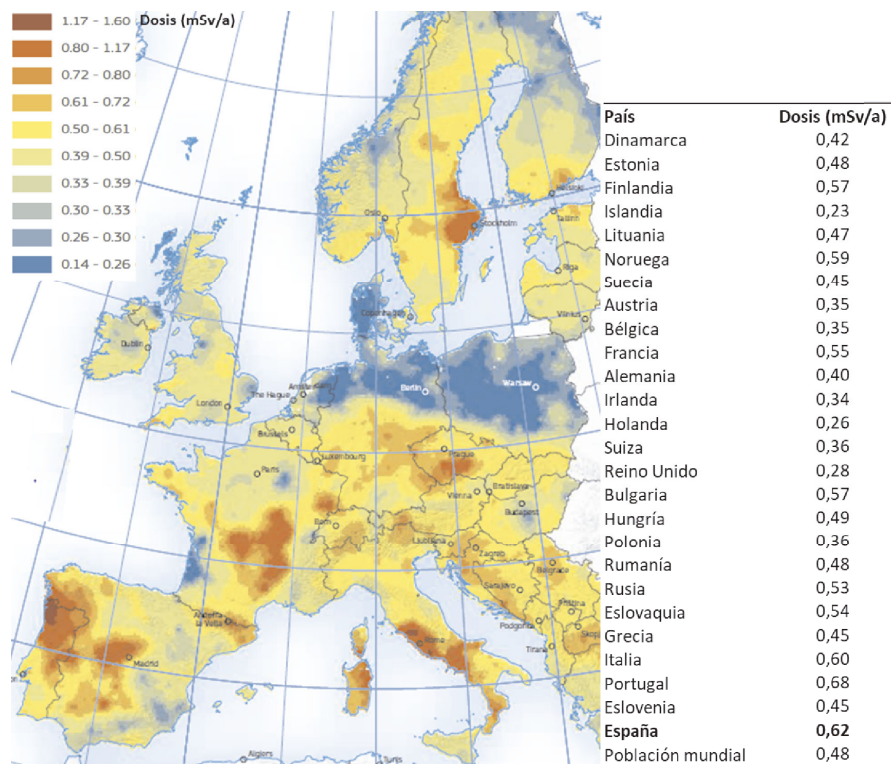 Dosis (mSv/a)
1.17 – 1.60
0.80 – 1.17
0.72 – 0.80
0.61 – 0.72
0.50 – 0.61
0.39 – 0.50
0.33 – 0.39
0.30 – 0.33
0.26 – 0.30
0.14 – 0.26
Helsinki
Oslo
Stockholm
Tallinn
Riga
Copenhagen
Vilnius
Dublin
Amsterdam
Berlin
Warsaw
The Hague
London
Brussels
Luxembourg
Prague
Paris
Vienna
Bratislava
Budapest
Bern
Ljubljana
Zagreb
Belgrade
Sarajevo
Andorra
la Vella
Pristina
Podgorica
Skop
Roma
Tirana
Madrid
on
Algiers
Tunis
País Dosis (mSv/a)
Dinamarca 0,42
Estonia 0,48
Finlandia 0,57
Islandia 0,23
Lituania 0,47
Noruega 0,59
Suecia 0,45
Austria 0,35
Bélgica 0,35
Francia 0,55
Alemania 0,40
Irlanda 0,34
Holanda 0,26
Suiza 0,36
Reino Unido 0,28
Bulgaria 0,57
Hungría 0,49
Polonia 0,36
Rumanía 0,48
Rusia 0,53
Eslovaquia 0,54
Grecia 0,45
Italia 0,60
Portugal 0,68
Eslovenia 0,45
España 0,62
Población mundial 0,48